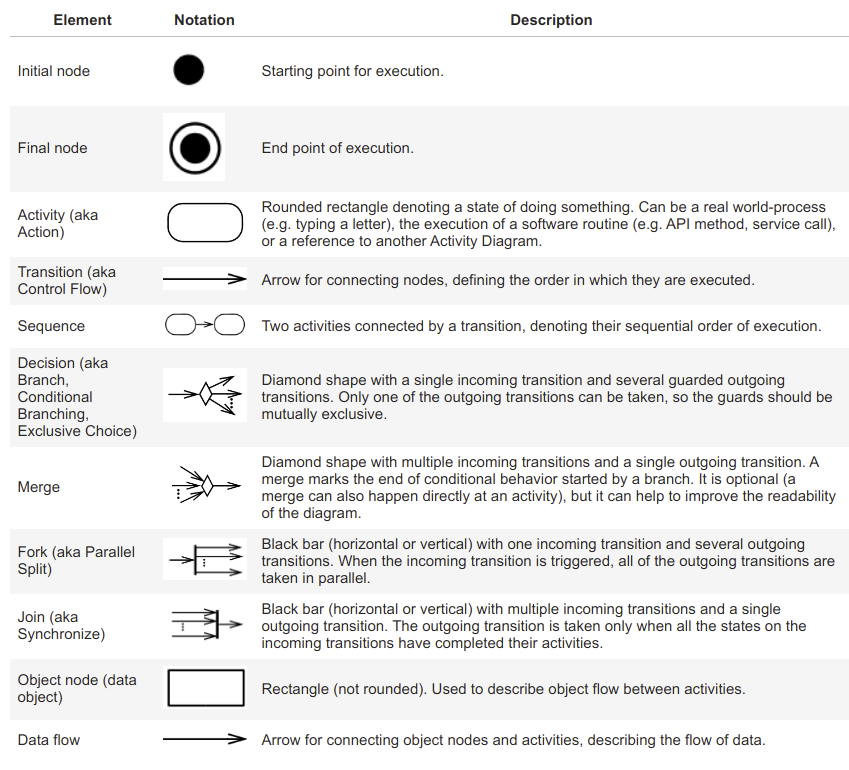 Element Notation Description
Initial node Starting point for execution.
Final node End point of execution.
Activity (aka
Action)
Rounded rectangle denoting a state of doing something. Can be a real world-process
(e.g. typing a letter), the execution of a software routine (e.g. API method, service call),
or a reference to another Activity Diagram.
Transition (aka
Control Flow)
Arrow for connecting nodes, defining the order in which they are executed.
Sequence Two activities connected by a transition, denoting their sequential order of execution.
Decision (aka
Branch,
Conditional
Branching,
Exclusive Choice)
Diamond shape with a single incoming transition and several guarded outgoing
transitions. Only one of the outgoing transitions can be taken, so the guards should be
mutually exclusive.
Merge
Diamond shape with multiple incoming transitions and a single outgoing transition. A
merge marks the end of conditional behavior started by a branch. It is optional (a
merge can also happen directly at an activity), but it can help to improve the readability
of the diagram.
Fork (aka Parallel
Split)
Black bar (horizontal or vertical) with one incoming transition and several outgoing
transitions. When the incoming transition is triggered, all of the outgoing transitions are
taken in parallel.
Join (aka
Synchronize)
Black bar (horizontal or vertical) with multiple incoming transitions and a single
outgoing transition. The outgoing transition is taken only when all the states on the
incoming transitions have completed their activities.
Object node (data
object)
Rectangle (not rounded). Used to describe object flow between activities.
Data flow Arrow for connecting object nodes and activities, describing the flow of data.